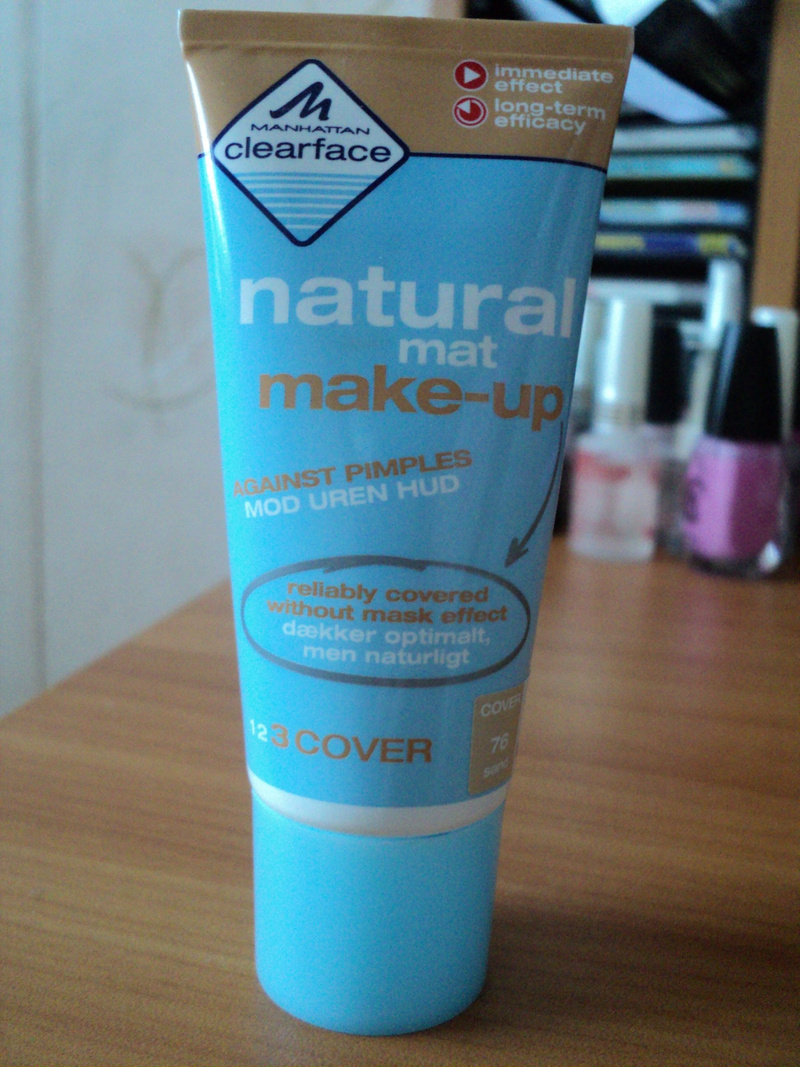 M
MANHATTAN
clearface
immediate
effect
long-term
efficacy
natural
mat
make-up
AGAINST PIMPLES
MOD UREN HUD
reliably covered
without mask effect
dækker optimalt,
men naturligt
123 COVER
COVER
76
sand